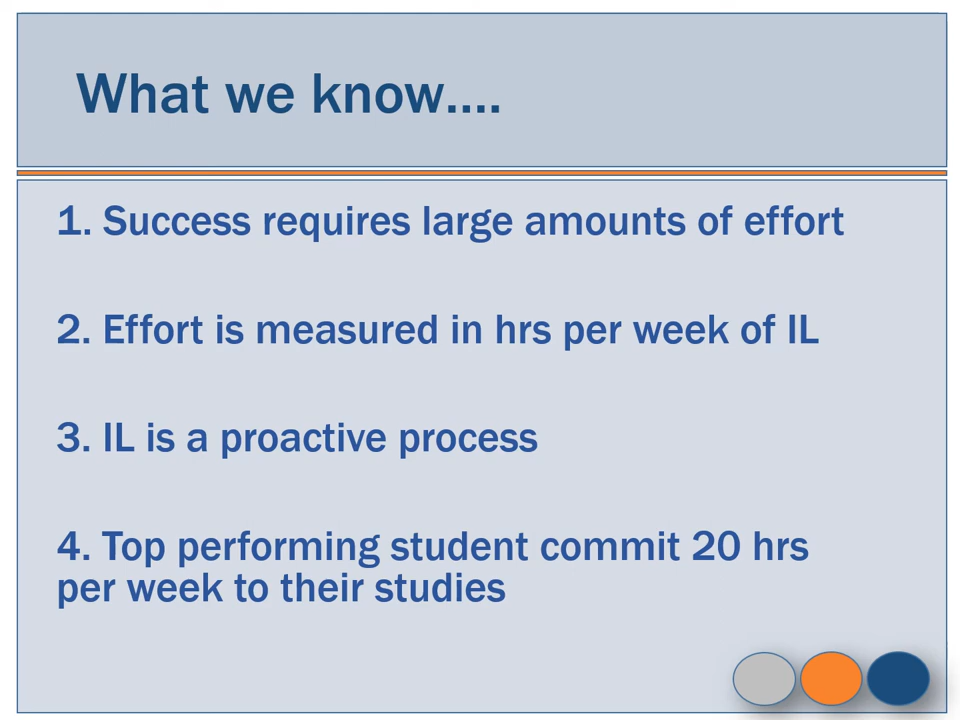 What we know....
1. Success requires large amounts of effort
2. Effort is measured in hrs per week of IL
3. IL is a proactive process
4. Top performing student commit 20 hrs
per week to their studies